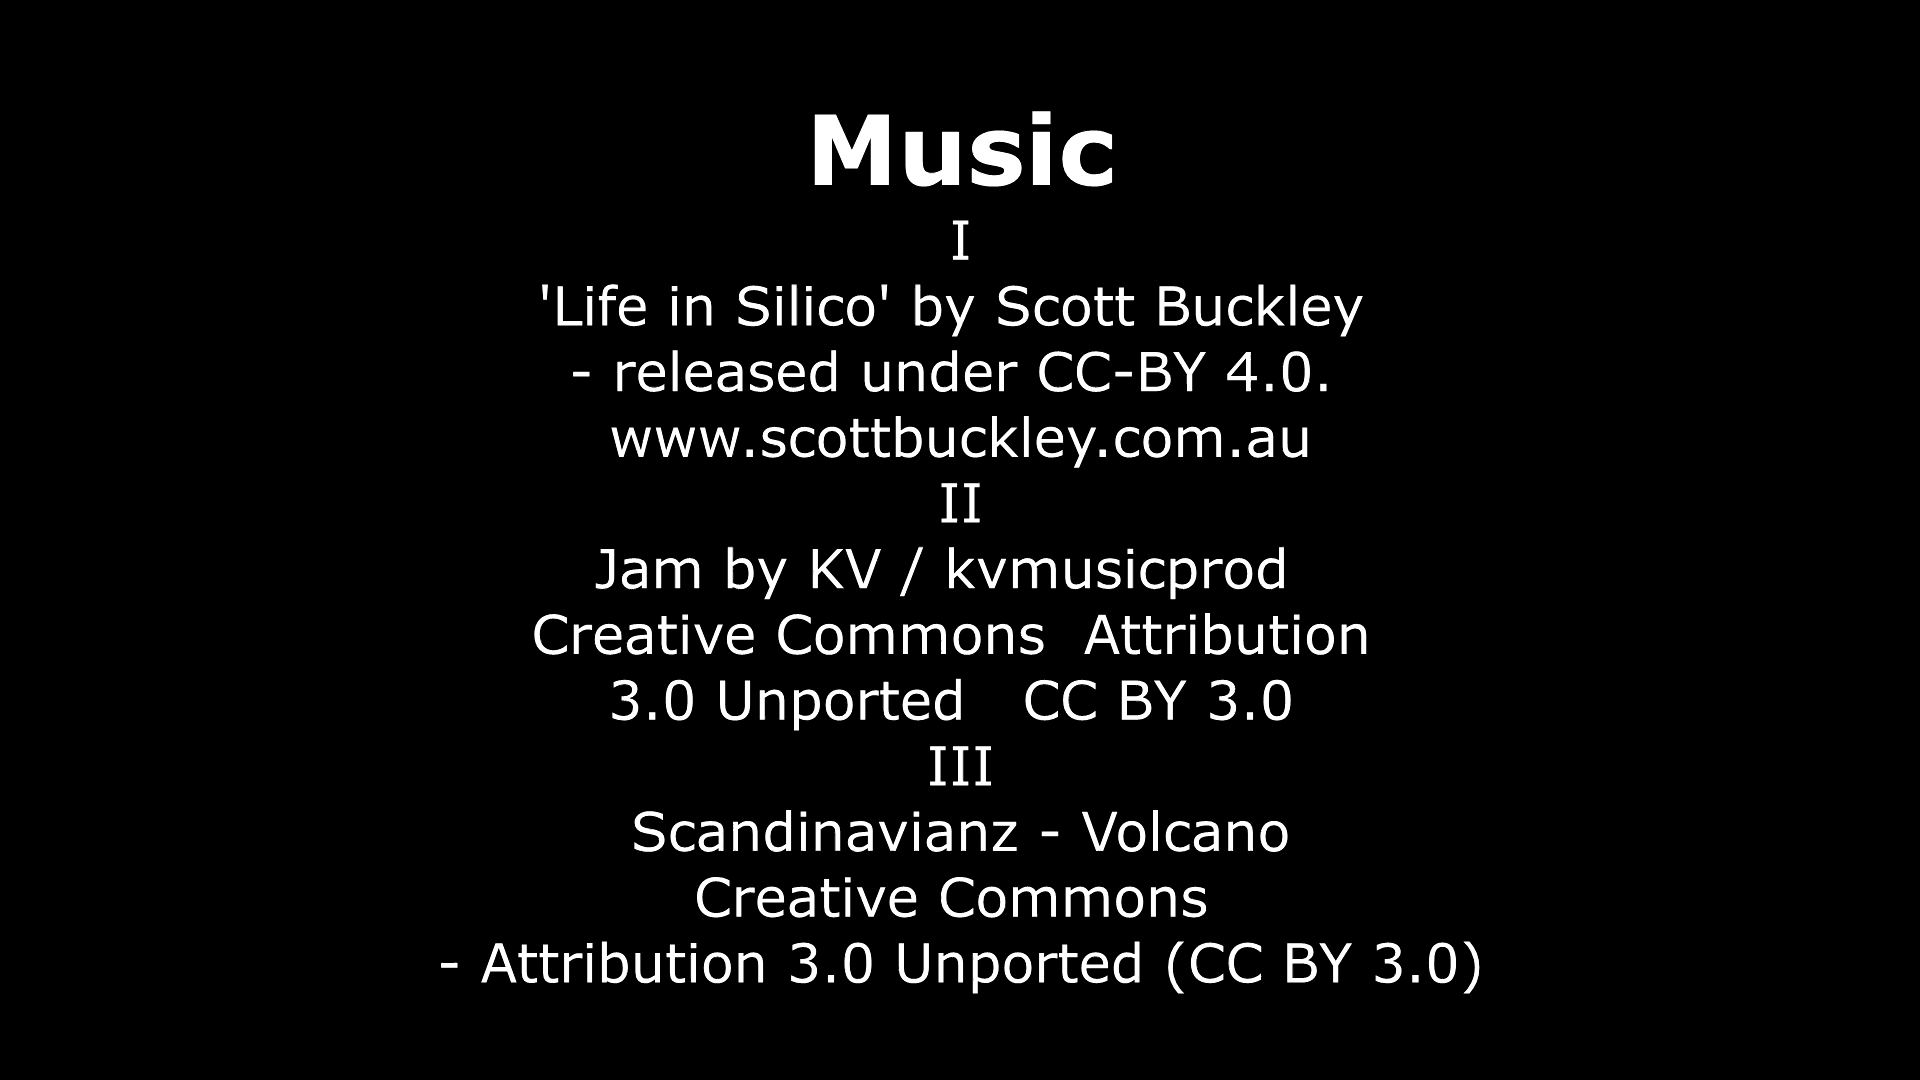 Music
I
'Life in Silico' by Scott Buckley
- released under CC-BY 4.0.
www.scottbuckley.com.au
II
Jam by KV / kvmusicprod
Creative Commons  Attribution
3.0 Unported   CC BY 3.0
III
Scandinavianz - Volcano
Creative Commons
- Attribution 3.0 Unported (CC BY 3.0)